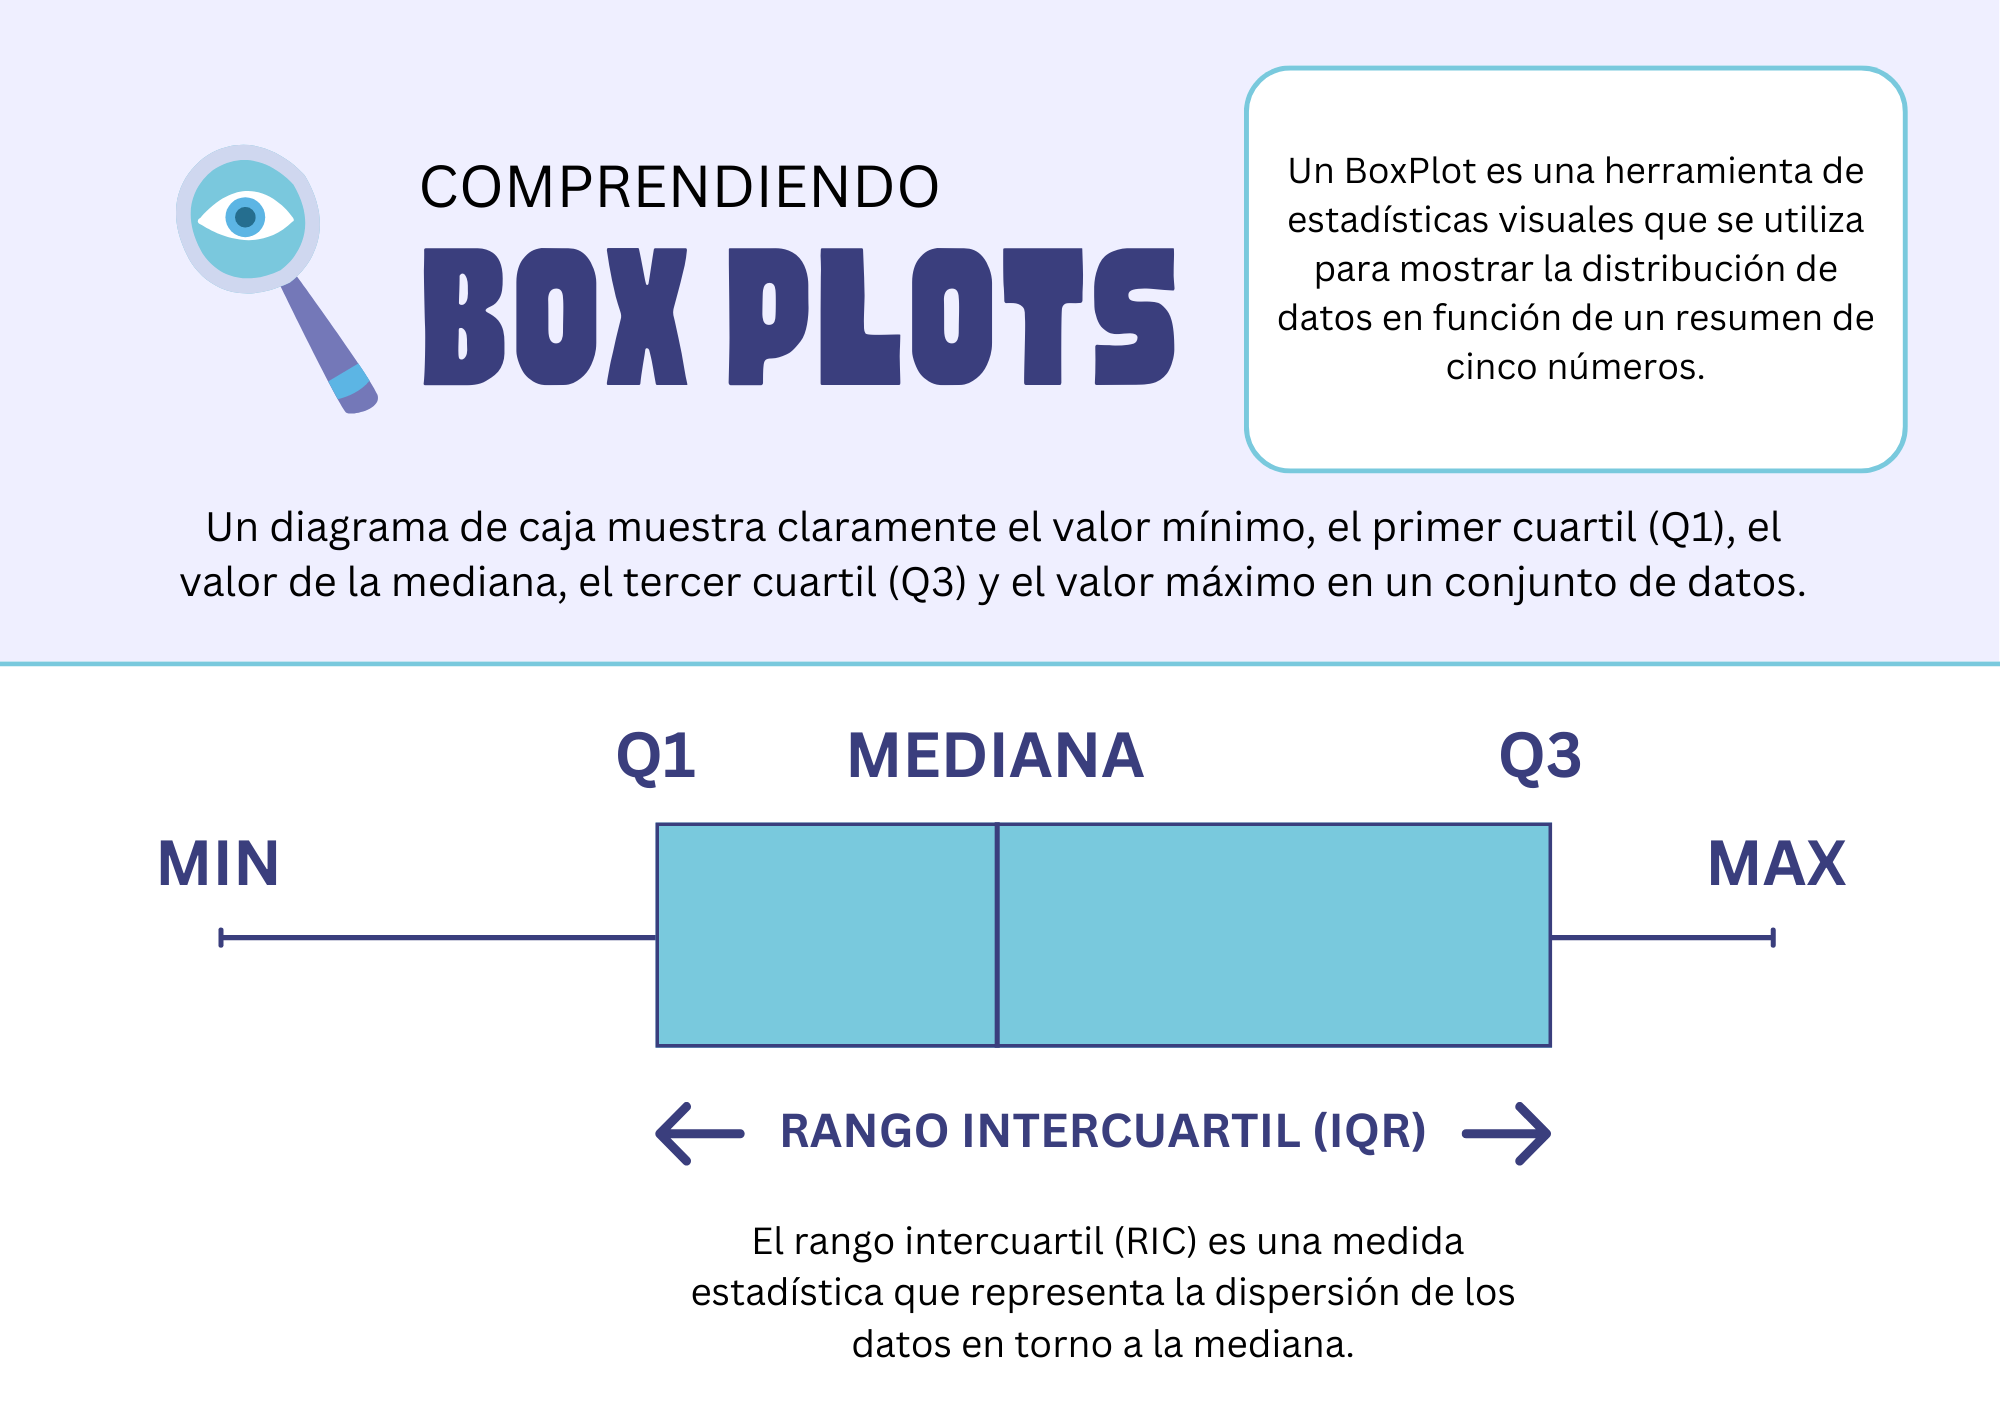 COMPRENDIENDO
BOX PLOTS
Un BoxPlot es una herramienta de
estadísticas visuales que se utiliza
para mostrar la distribución de
datos en función de un resumen de
cinco números.
Un diagrama de caja muestra claramente el valor mínimo, el primer cuartil (Q1), el
valor de la mediana, el tercer cuartil (Q3) y el valor máximo en un conjunto de datos.
Q1 MEDIANA Q3
MIN MAX
RANGO INTERCUARTIL (IQR)
El rango intercuartil (RIC) es una medida
estadística que representa la dispersión de los
datos en torno a la mediana.